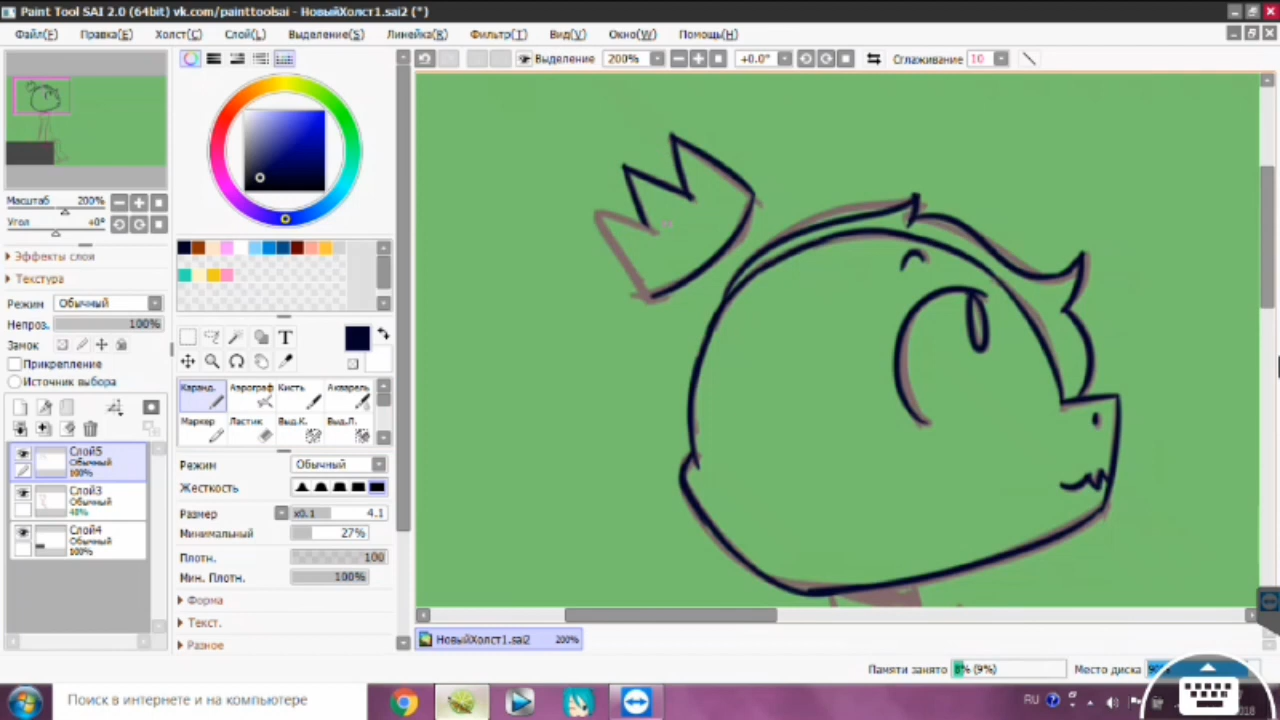 Paint Tool SAI 2.0 (64bit) vk.com/painttoolsai - НовыйХолст1.sai2 (*)
Файл(F) Правка(E) Холст(C) Слой(L) Выделение(S) Линейка(R) Фильтр(T) Вид(V) Окно(W) Помощь(H)
Выделение 200% +0.0° Сглаживание 10
Масштаб 200%
Угол +0°
Эффекты слоя
Текстура
Режим Обычный
Непроз. 100%
Замок
Прикрепление
Источник выбора
Слой5
Обычный
100%
Слой3
Обычный
48%
Слой4
Обычный
100%
T
Каранд. Аэрограф Кисть Акварель
Маркер Ластик Выд.К. Выд.Л.
Режим Обычный
Жесткость
Размер x0.1 4.1
Минимальный 27%
Плотн. 100
Мин. Плотн. 100%
Форма
Текст.
Разное
НовыйХолст1.sai2 200%
Памяти занято 8% (9%) Место диска
Поиск в интернете и на компьютере
RU